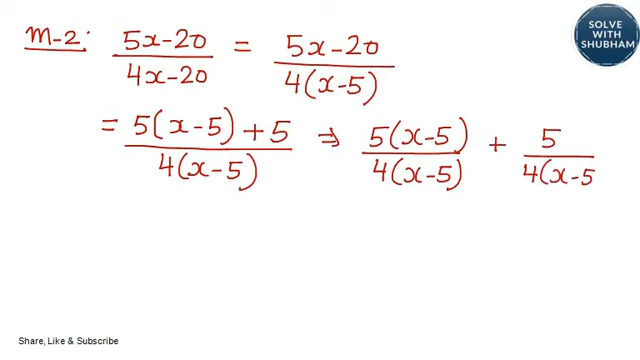 M-2: (5x-20)/(4x-20) = (5x-20)/(4(x-5))
= (5(x-5)+5)/(4(x-5)) ⇒ (5(x-5))/(4(x-5)) + 5/(4(x-5
SOLVE
WITH
SHUBHAM
Share, Like & Subscribe